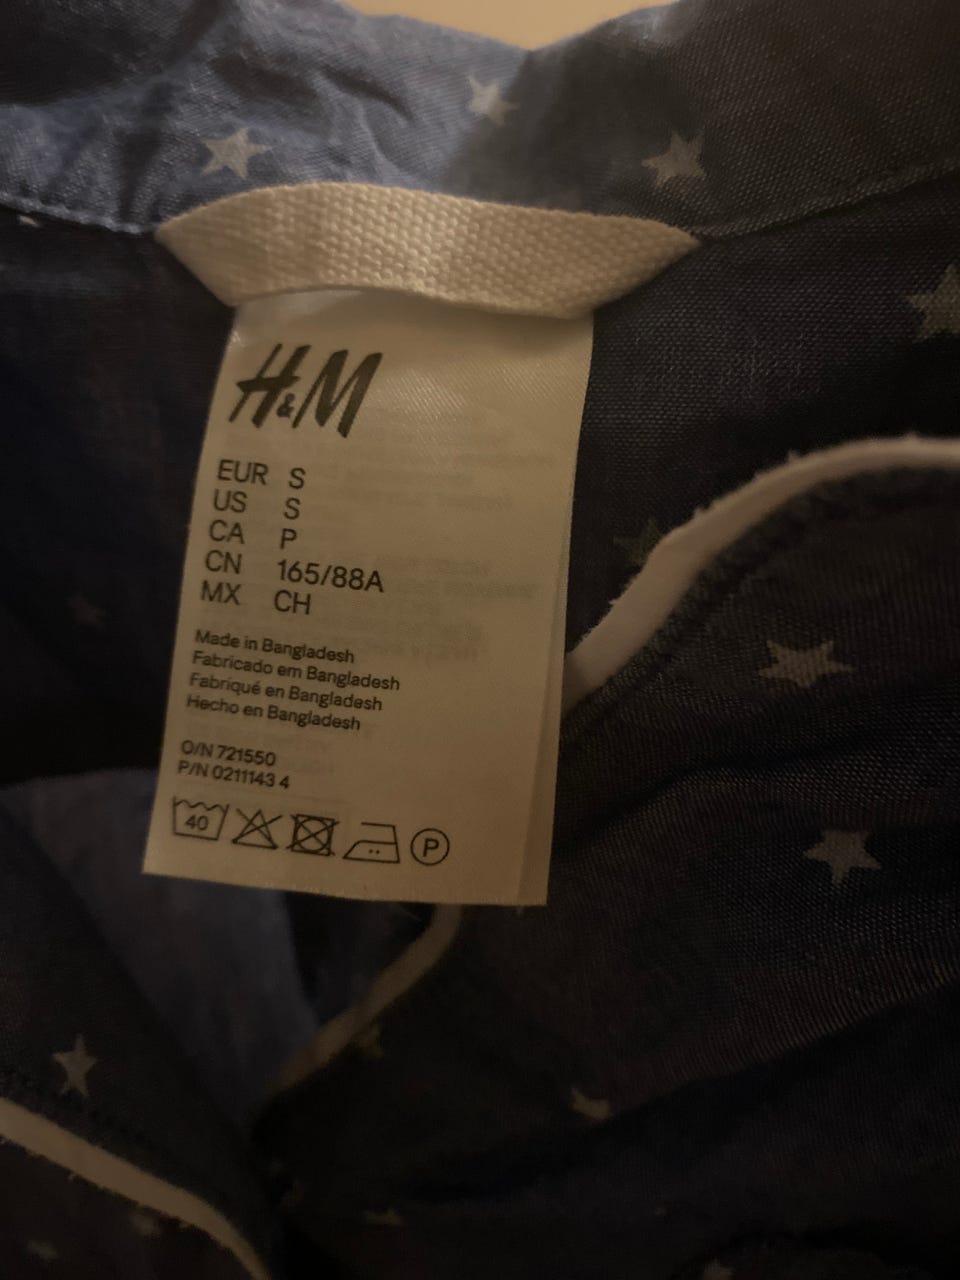 H&M
EUR S
US S
CA P
CN 165/88A
MX CH
Made in Bangladesh
Fabricado em Bangladesh
Fabriqué en Bangladesh
Hecho en Bangladesh
O/N 721550
P/N 0211143 4
40 P